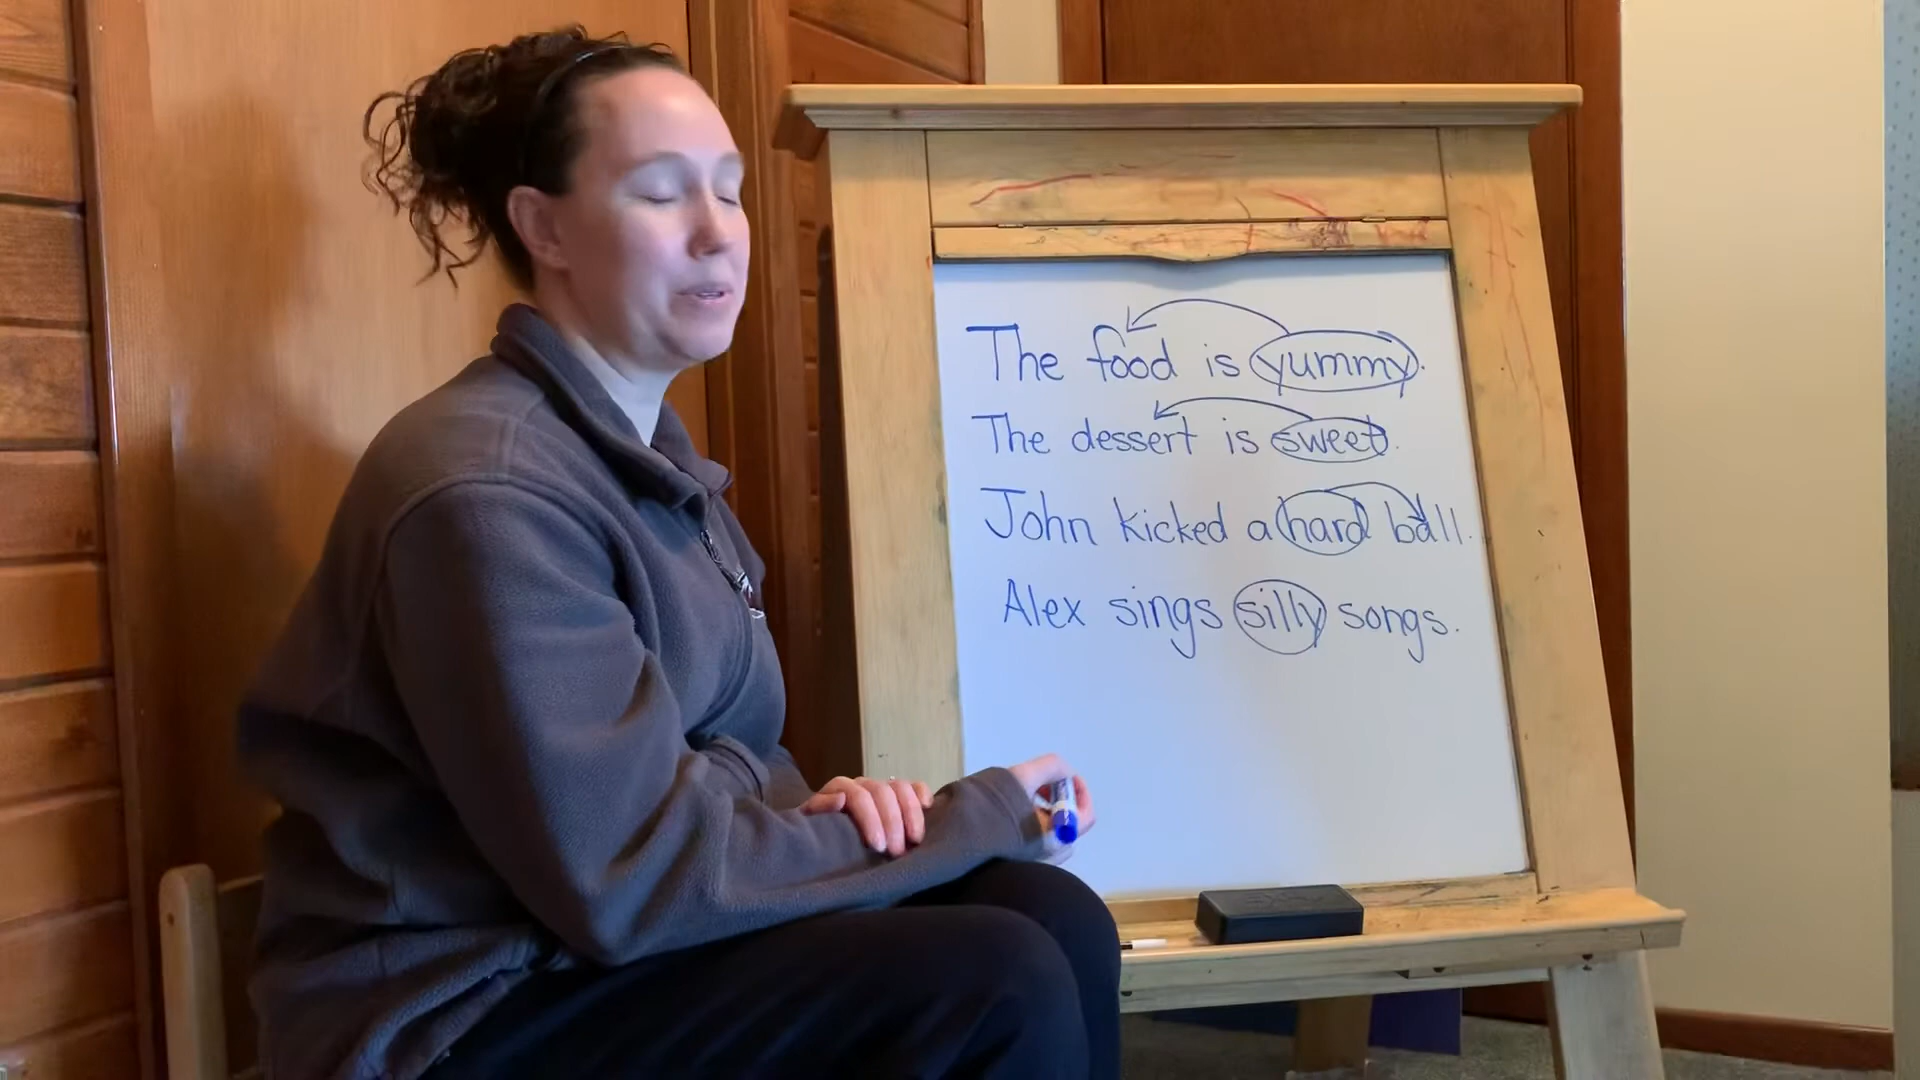 The food is yummy.
The dessert is sweet.
John kicked a hard ball.
Alex sings silly songs.